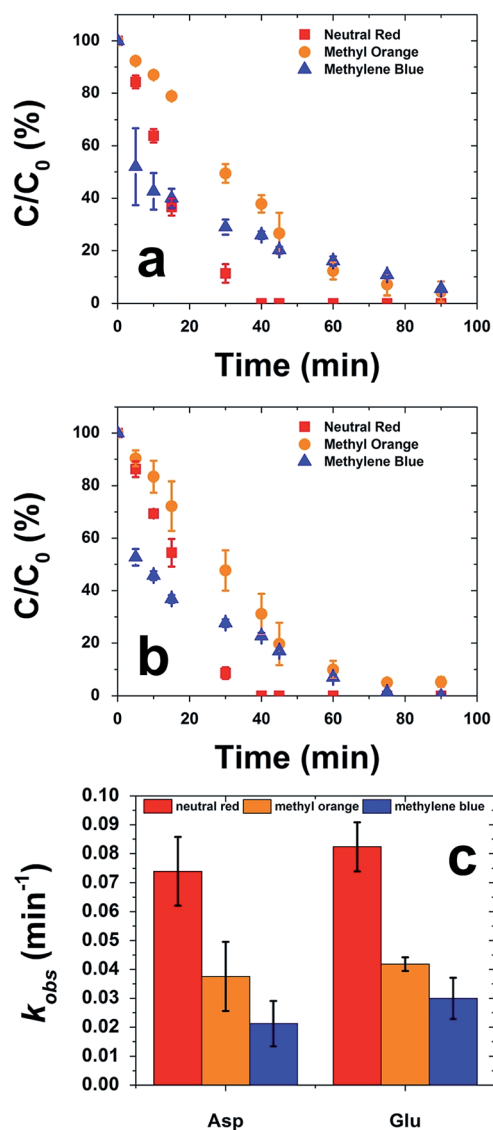 100
80
60
40
20
0
C/C₀ (%)
Neutral Red
Methyl Orange
Methylene Blue
a
0 20 40 60 80 100
Time (min)
100
80
60
40
20
0
C/C₀ (%)
Neutral Red
Methyl Orange
Methylene Blue
b
0 20 40 60 80 100
Time (min)
0.10
0.09
0.08
0.07
0.06
0.05
0.04
0.03
0.02
0.01
0.00
k_obs (min⁻¹)
neutral red methyl orange methylene blue
c
Asp Glu